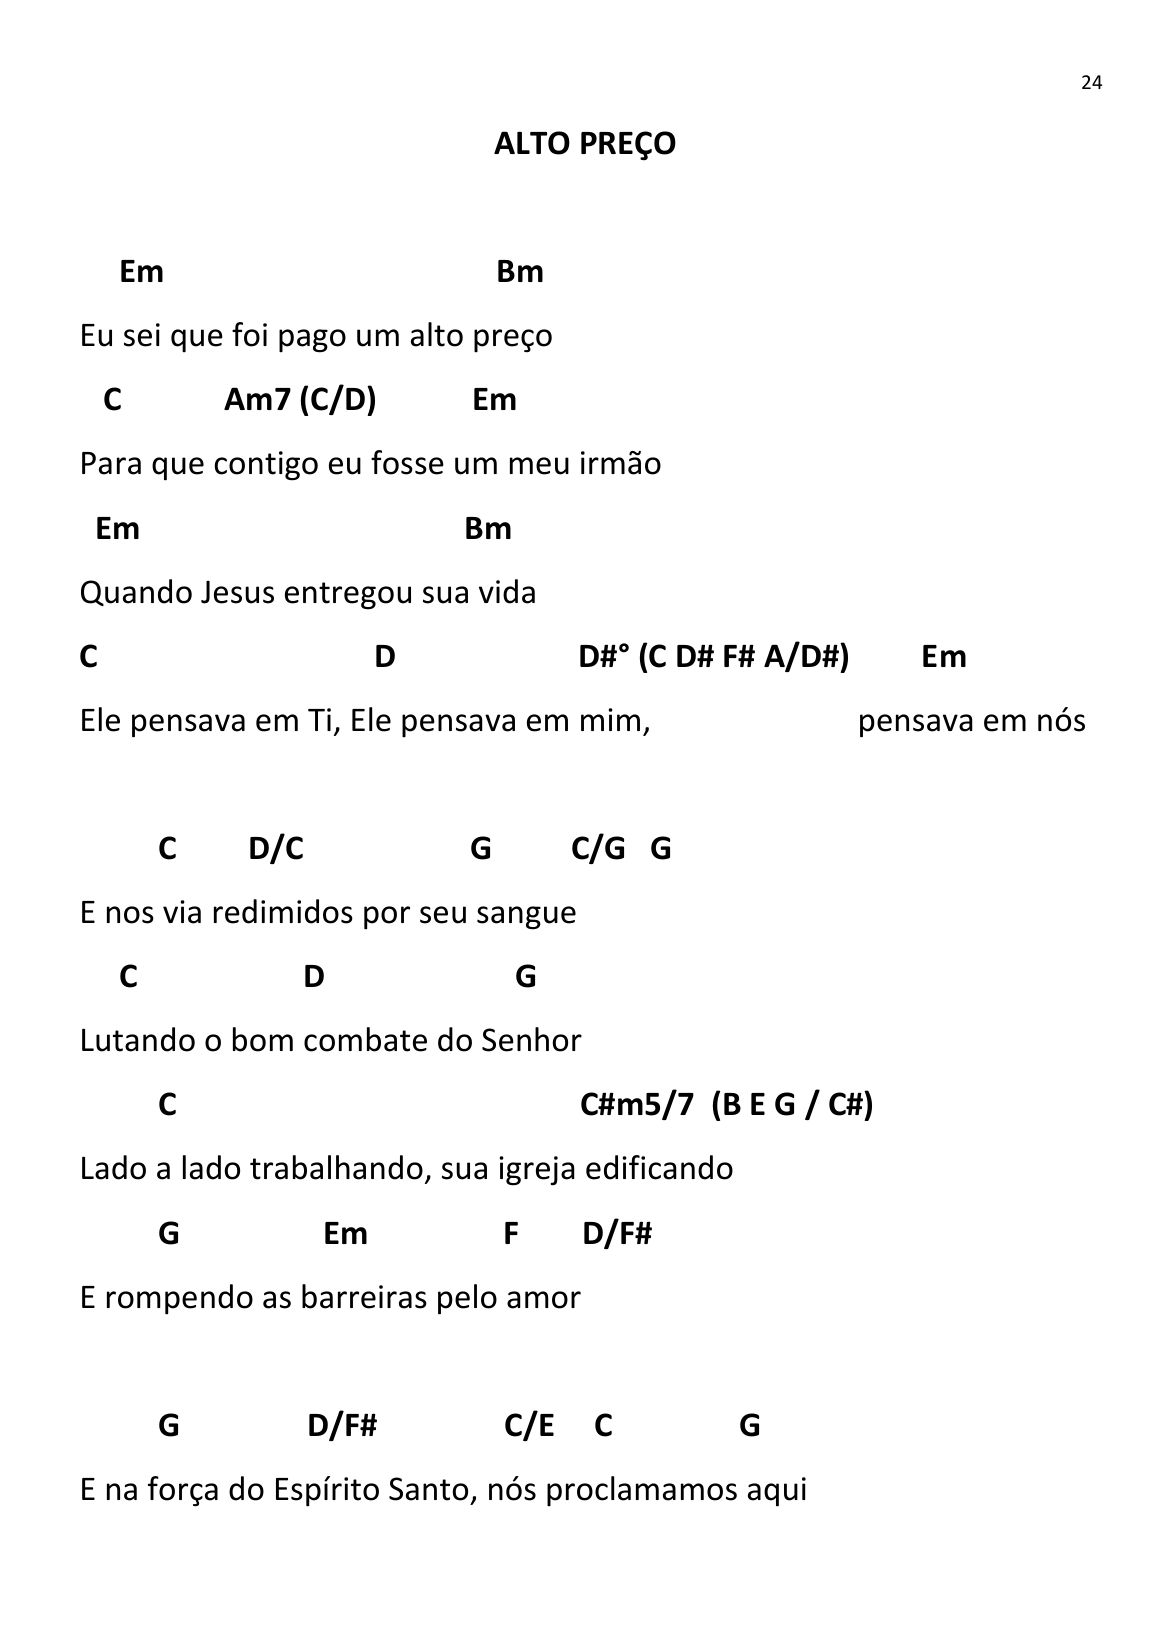 24
ALTO PREÇO
Em Bm
Eu sei que foi pago um alto preço
C Am7 (C/D) Em
Para que contigo eu fosse um meu irmão
Em Bm
Quando Jesus entregou sua vida
C D D#° (C D# F# A/D#) Em
Ele pensava em Ti, Ele pensava em mim, pensava em nós
C D/C G C/G G
E nos via redimidos por seu sangue
C D G
Lutando o bom combate do Senhor
C C#m5/7 (B E G / C#)
Lado a lado trabalhando, sua igreja edificando
G Em F D/F#
E rompendo as barreiras pelo amor
G D/F# C/E C G
E na força do Espírito Santo, nós proclamamos aqui